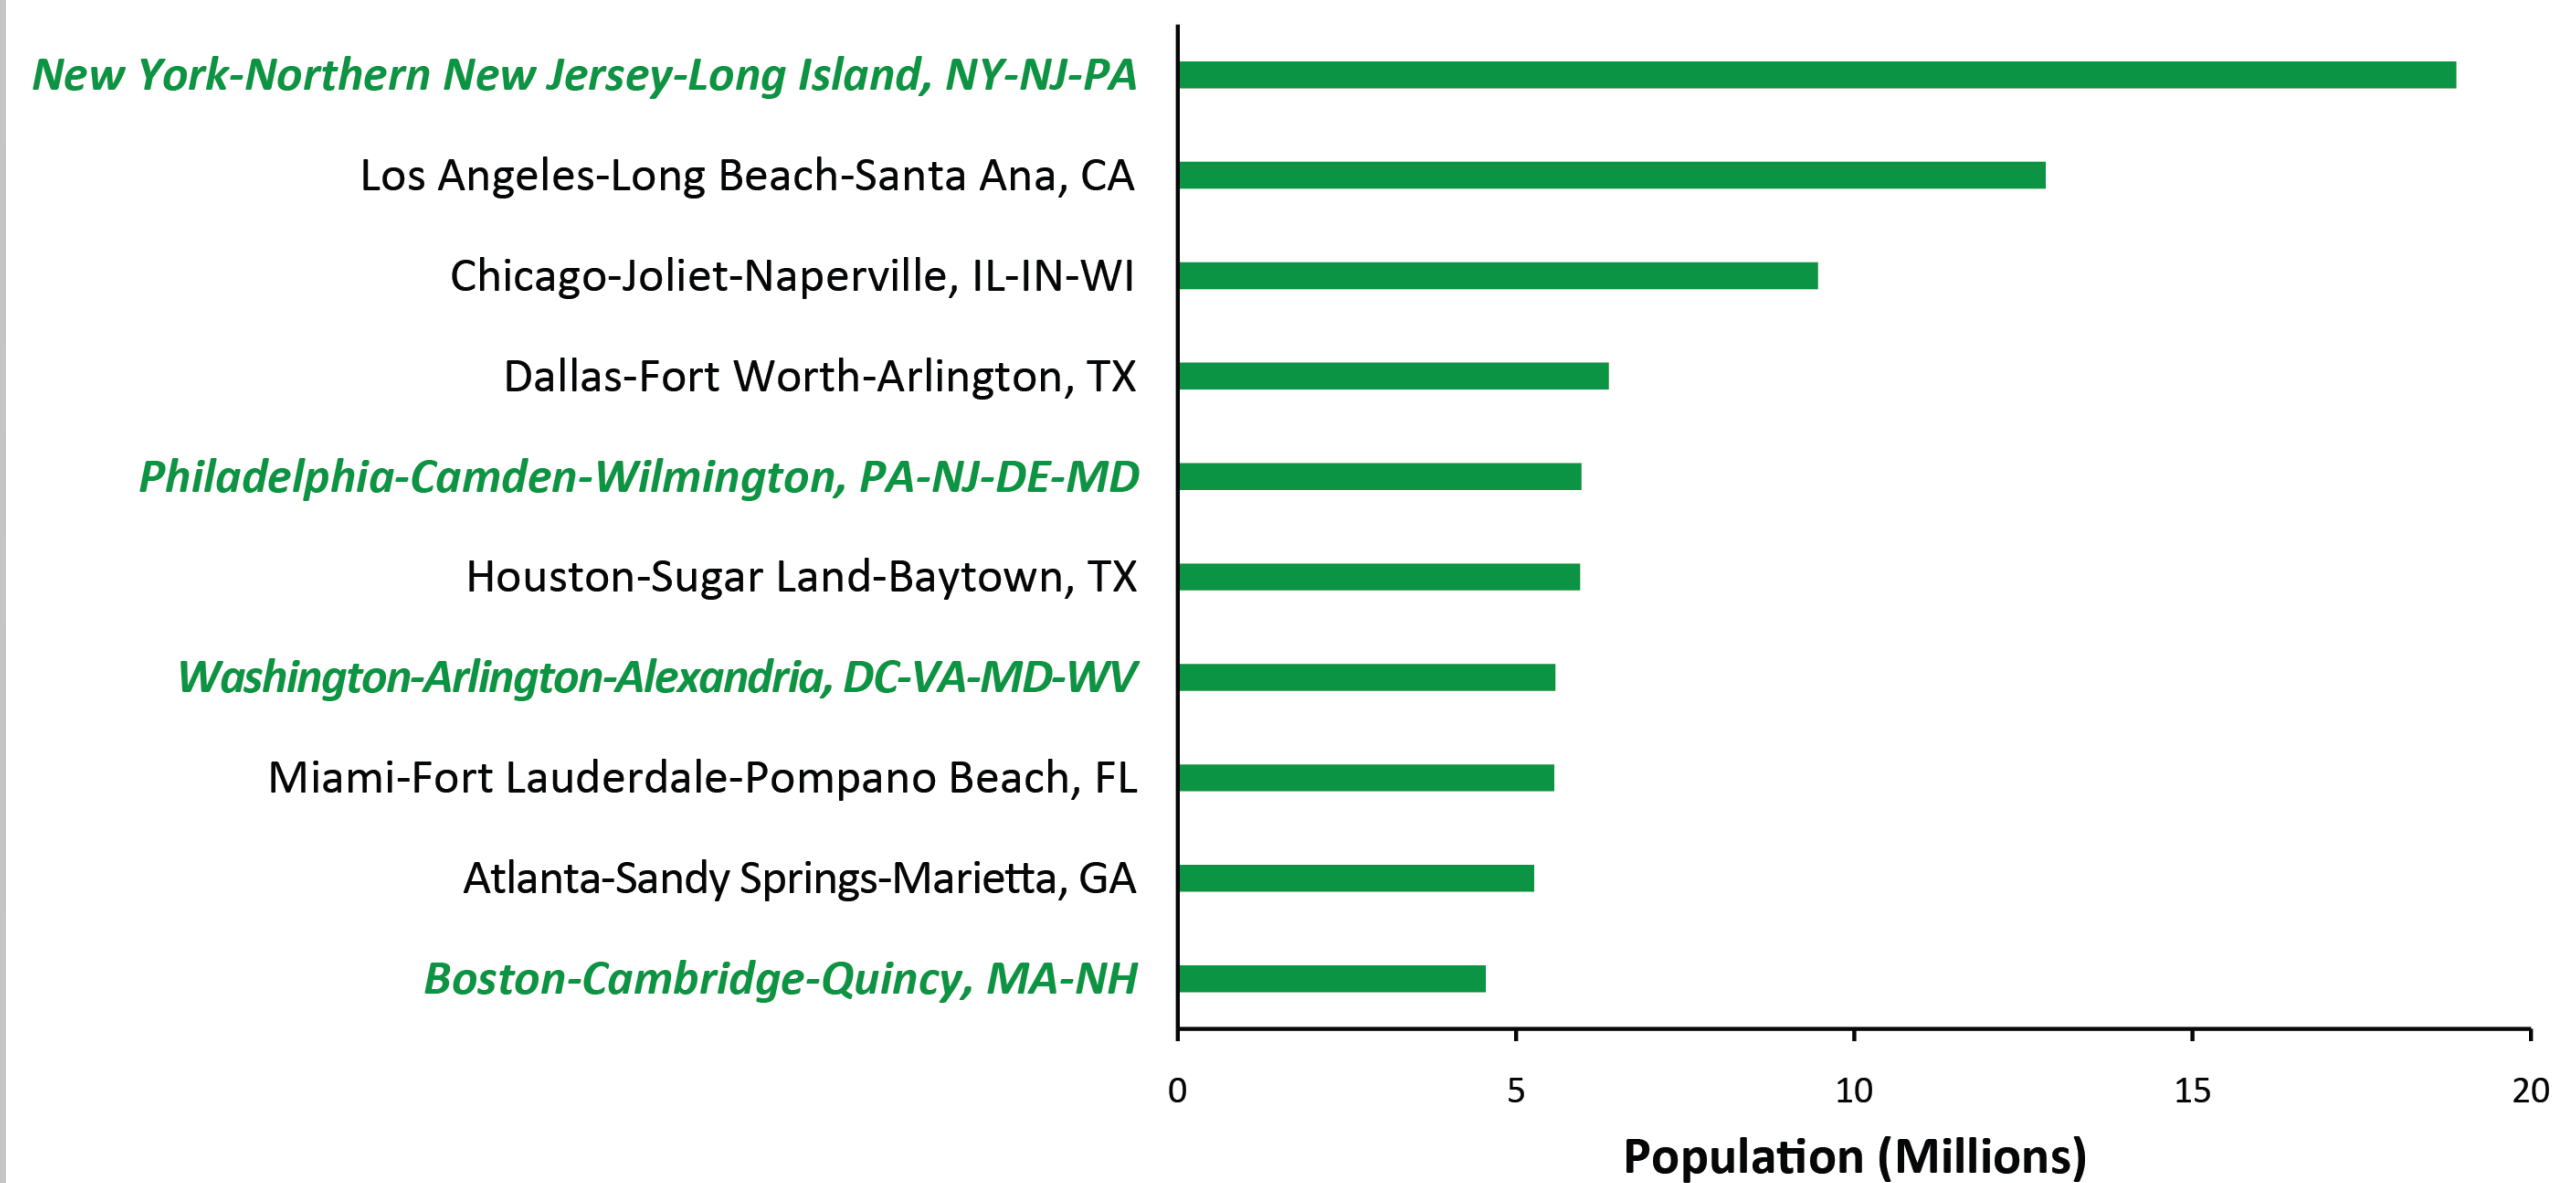 New York-Northern New Jersey-Long Island, NY-NJ-PA
Los Angeles-Long Beach-Santa Ana, CA
Chicago-Joliet-Naperville, IL-IN-WI
Dallas-Fort Worth-Arlington, TX
Philadelphia-Camden-Wilmington, PA-NJ-DE-MD
Houston-Sugar Land-Baytown, TX
Washington-Arlington-Alexandria, DC-VA-MD-WV
Miami-Fort Lauderdale-Pompano Beach, FL
Atlanta-Sandy Springs-Marietta, GA
Boston-Cambridge-Quincy, MA-NH
0 5 10 15 20
Population (Millions)